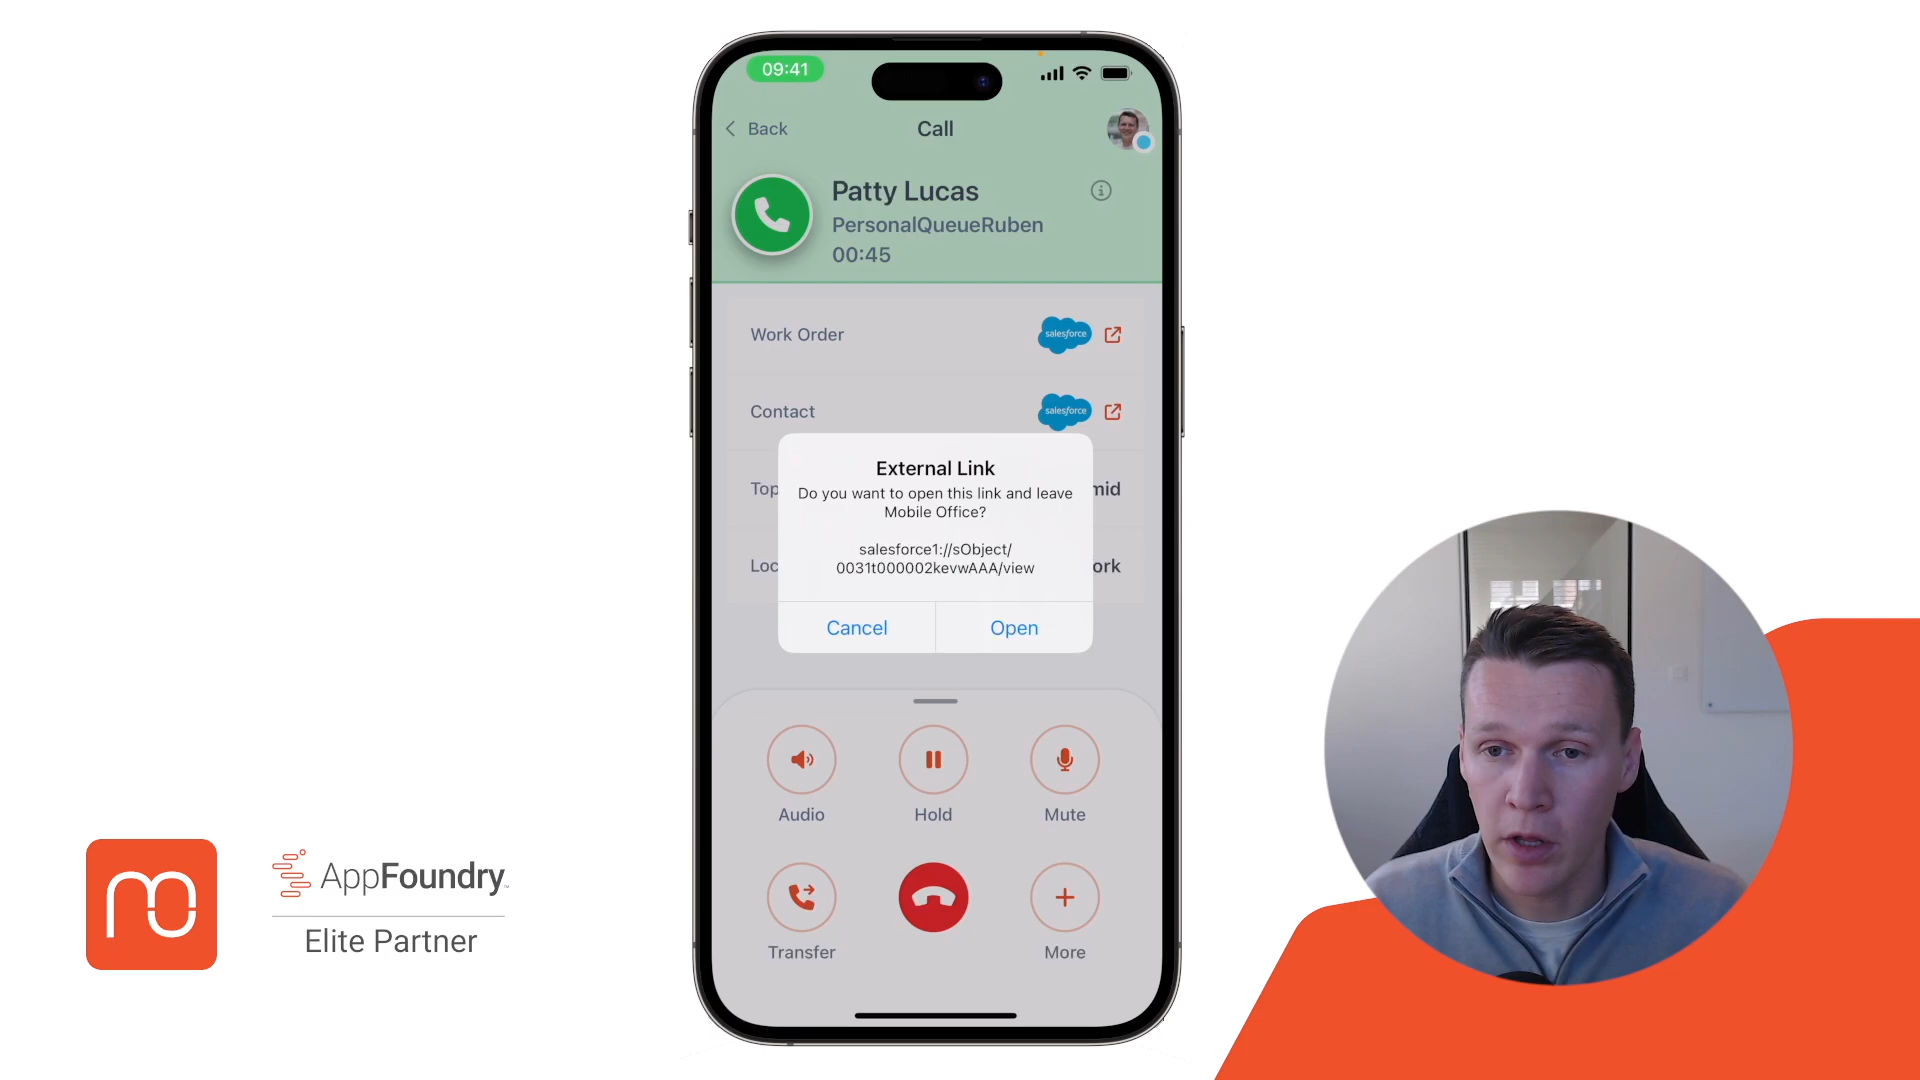 09:41
Back
Call
Patty Lucas
PersonalQueueRuben
00:45
Work Order
salesforce
Contact
salesforce
Top
mid
External Link
Do you want to open this link and leave
Mobile Office?
salesforce1://sObject/
0031t000002kevwAAA/view
Loc
ork
Cancel
Open
Audio
Hold
Mute
Transfer
More
AppFoundry
Elite Partner